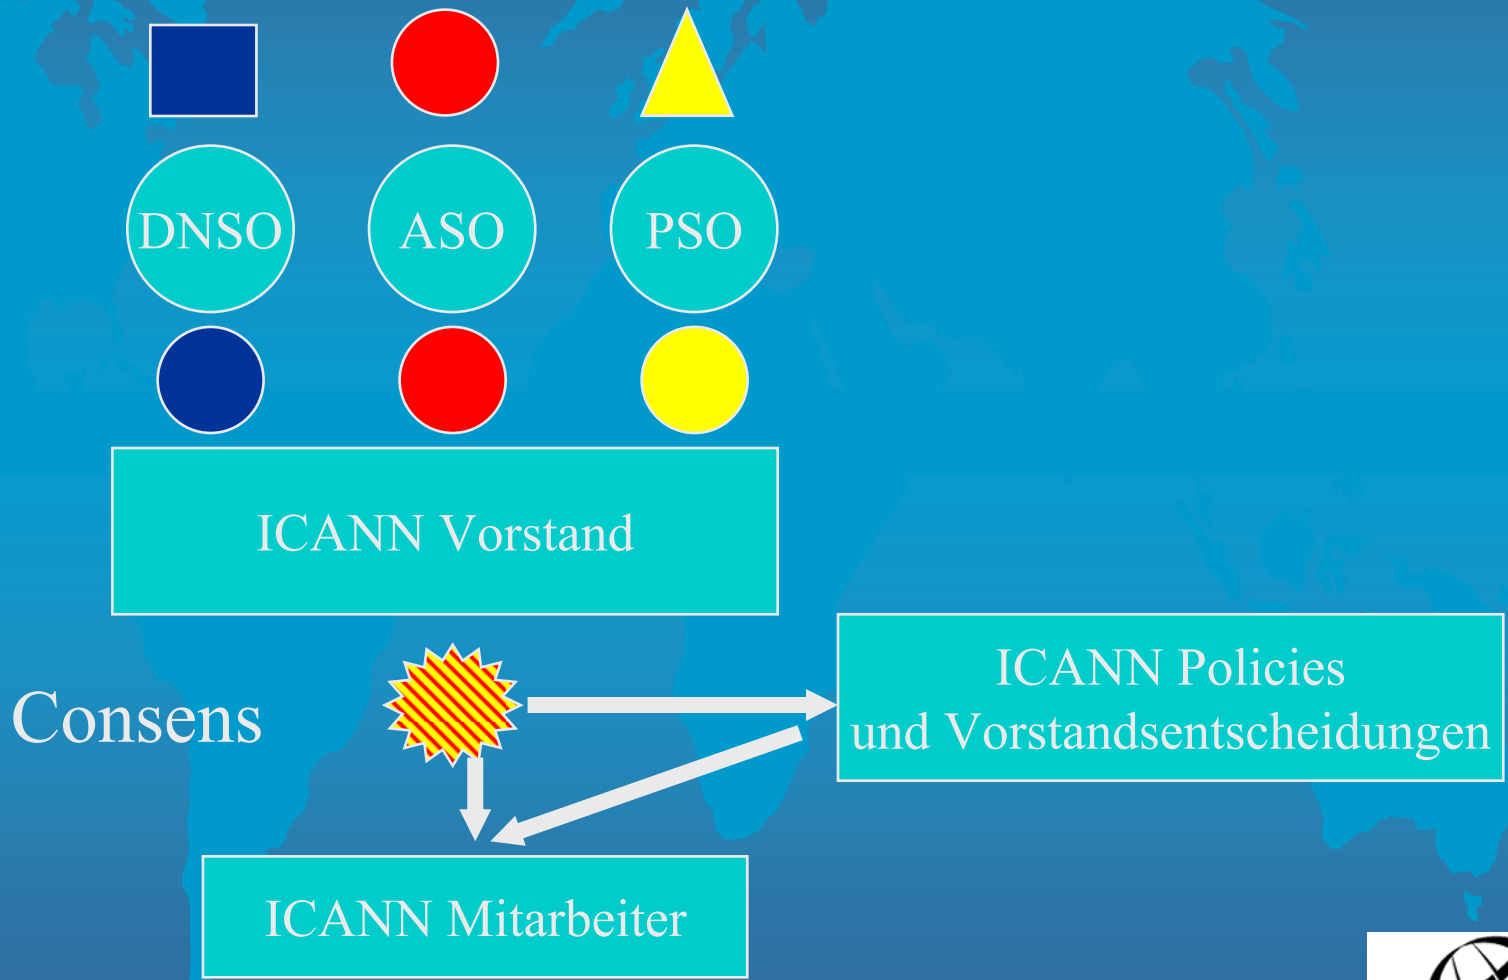 DNSO
ASO
PSO
ICANN Vorstand
Consens
ICANN Policies
und Vorstandsentscheidungen
ICANN Mitarbeiter